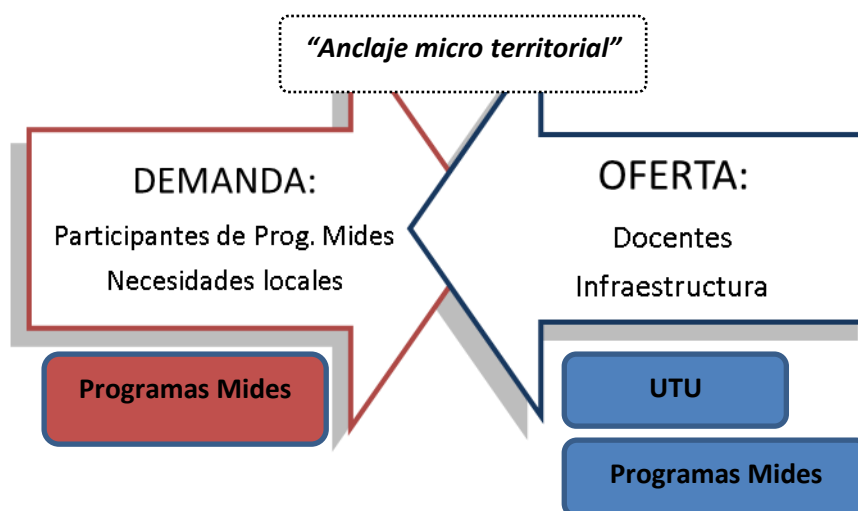 “Anclaje micro territorial”
DEMANDA:
Participantes de Prog. Mides
Necesidades locales
Programas Mides
OFERTA:
Docentes
Infraestructura
UTU
Programas Mides